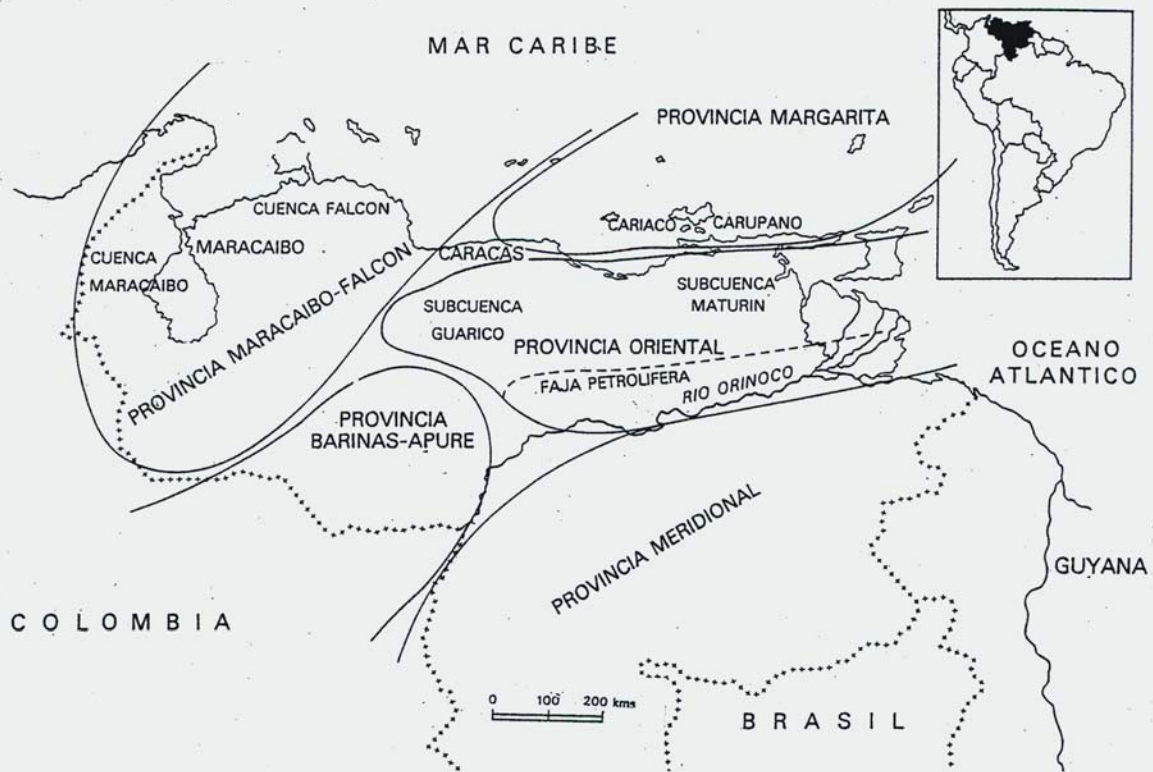 MAR CARIBE
PROVINCIA MARGARITA
CUENCA FALCON
CARIACO
CARUPANO
MARACAIBO
CUENCA
MARACAIBO
CARACAS
PROVINCIA MARACAIBO-FALCON
SUBCUENCA
GUARICO
SUBCUENCA
MATURIN
PROVINCIA ORIENTAL
FAJA PETROLIFERA
RIO ORINOCO
OCEANO
ATLANTICO
PROVINCIA
BARINAS-APURE
PROVINCIA MERIDIONAL
GUYANA
COLOMBIA
0 100 200 kms
BRASIL